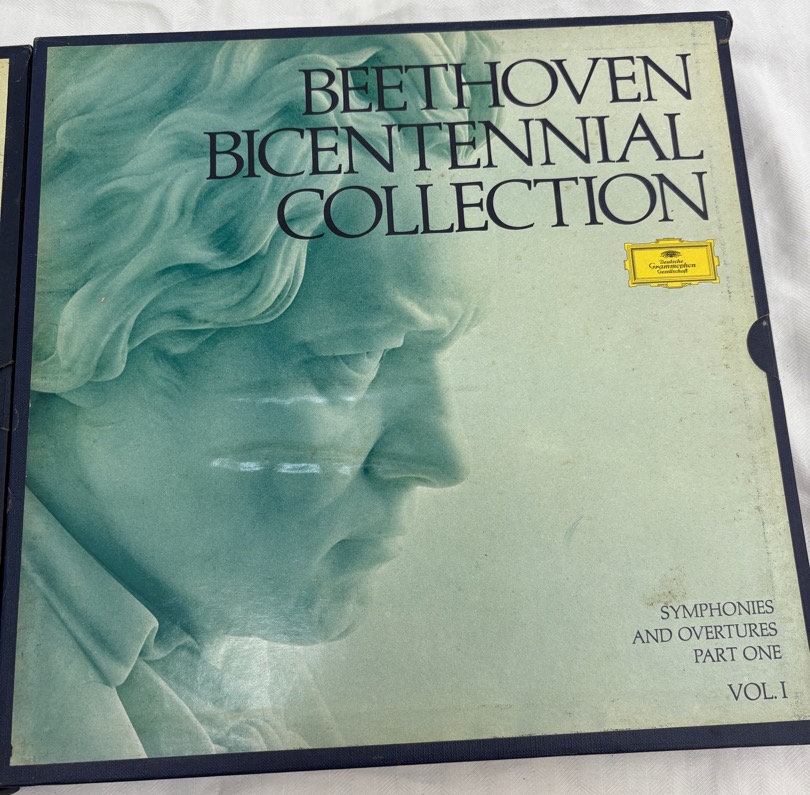 BEETHOVEN
BICENTENNIAL
COLLECTION
Deutsche
Grammophon
Gesellschaft
SYMPHONIES
AND OVERTURES
PART ONE
VOL. I